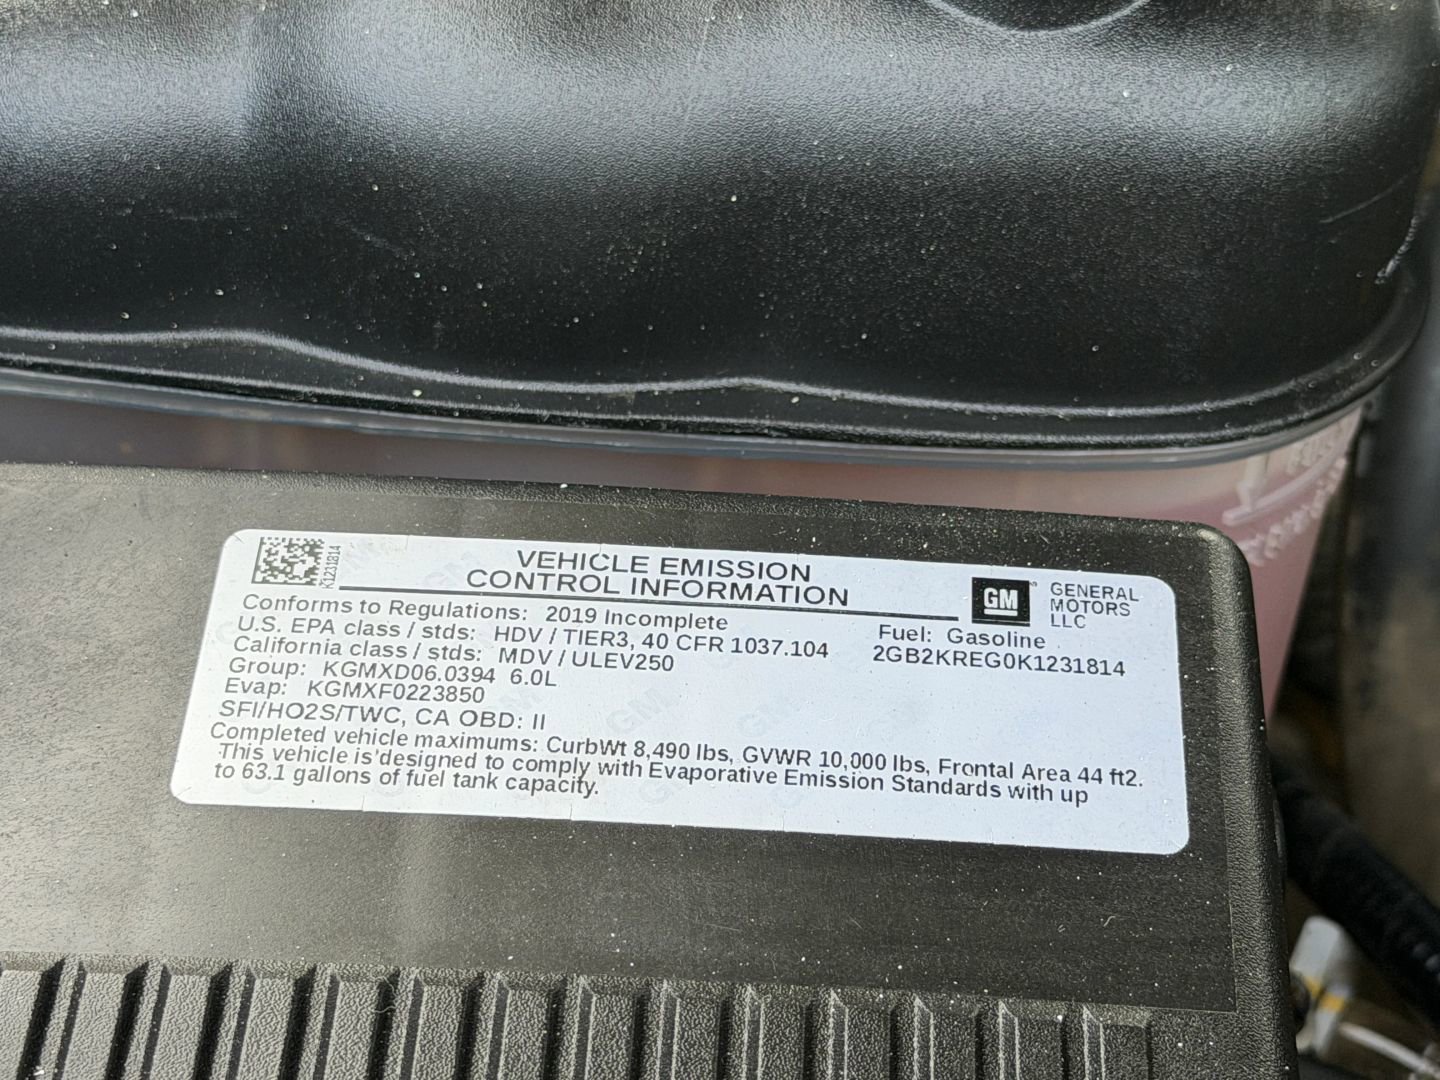 K1231814
VEHICLE EMISSION
CONTROL INFORMATION
GM
GENERAL
MOTORS
LLC
Conforms to Regulations: 2019 Incomplete
Fuel: Gasoline
U.S. EPA class / stds: HDV / TIER3, 40 CFR 1037.104
2GB2KREG0K1231814
California class / stds: MDV / ULEV250
Group: KGMXD06.0394 6.0L
Evap: KGMXF0223850
SFI/HO2S/TWC, CA OBD: II
Completed vehicle maximums: CurbWt 8,490 lbs, GVWR 10,000 lbs, Frontal Area 44 ft2.
This vehicle is designed to comply with Evaporative Emission Standards with up
to 63.1 gallons of fuel tank capacity.